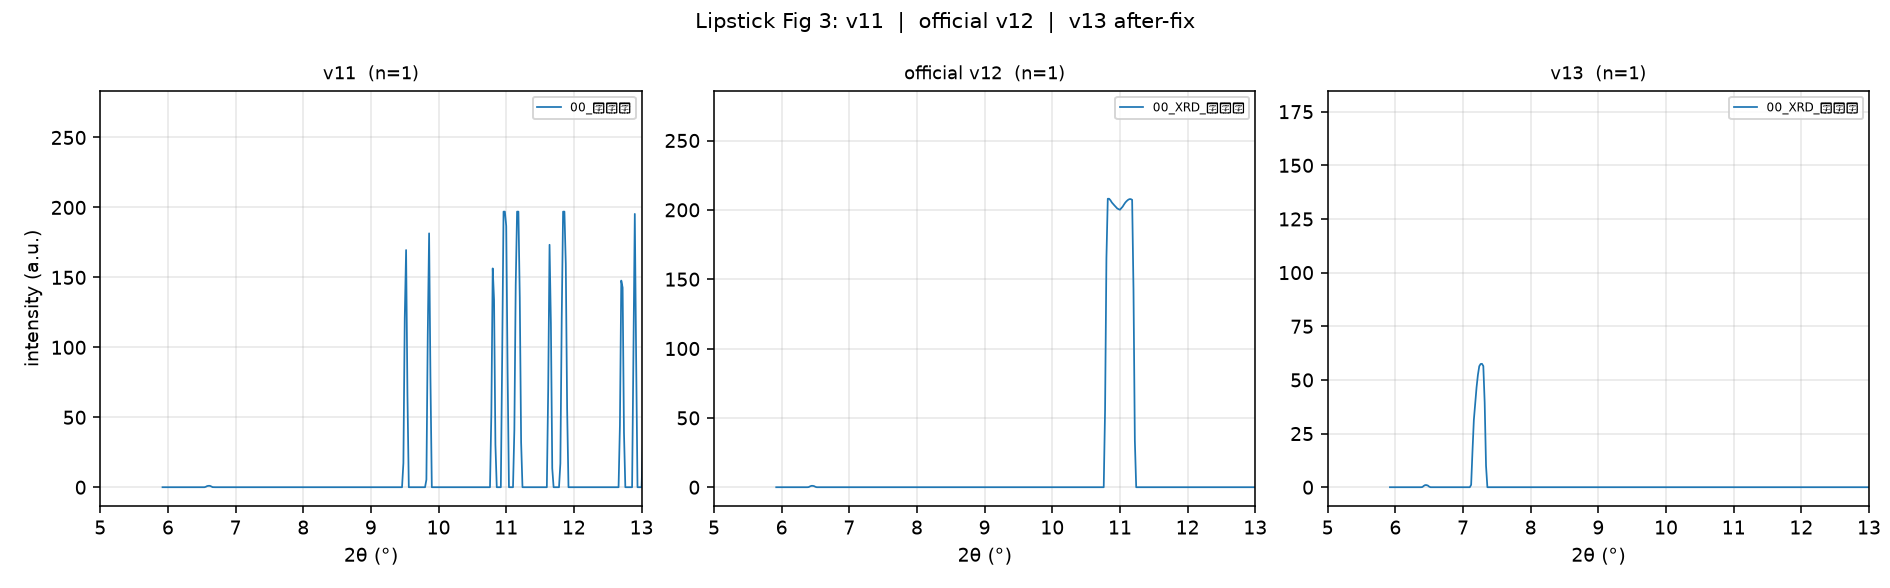 Lipstick Fig 3: v11 | official v12 | v13 after-fix
v11 (n=1)
official v12 (n=1)
v13 (n=1)
00_
00_XRD_
00_XRD_
250
200
150
100
50
0
intensity (a.u.)
5 6 7 8 9 10 11 12 13
2θ (°)
250
200
150
100
50
0
5 6 7 8 9 10 11 12 13
2θ (°)
175
150
125
100
75
50
25
0
5 6 7 8 9 10 11 12 13
2θ (°)